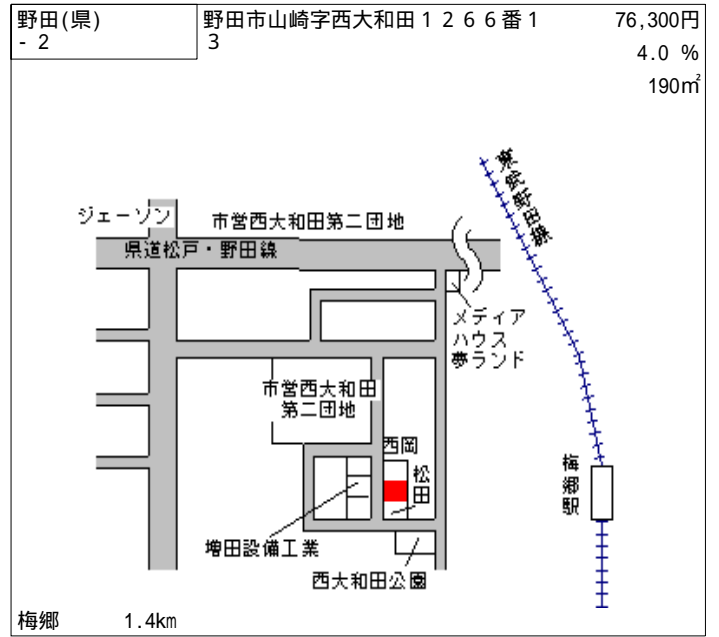 野田(県)
- 2
野田市山崎字西大和田１２６６番１
３
76,300円
4.0 %
190㎡
東武野田線
ジェーソン
市営西大和田第二団地
県道松戸・野田線
メディア
ハウス
夢ランド
市営西大和田
第二団地
西岡
松田
梅郷駅
増田設備工業
西大和田公園
梅郷 1.4km